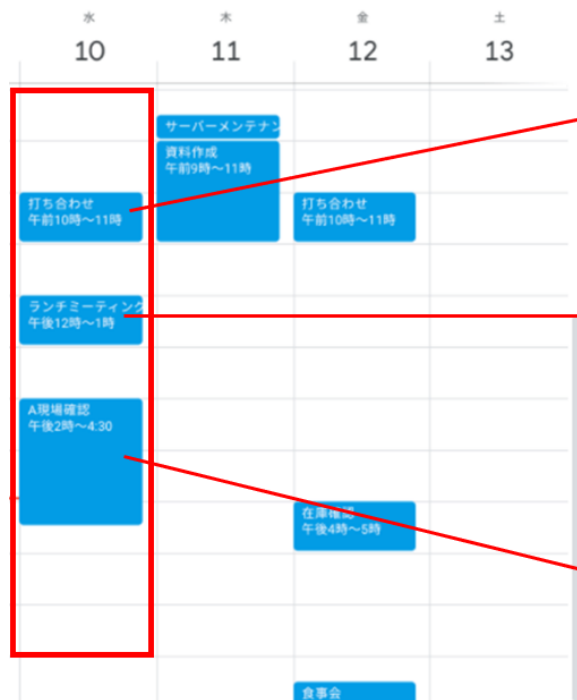 水
10
木
11
金
12
土
13
打ち合わせ
午前10時～11時
ランチミーティング
午後12時～1時
A現場確認
午後2時～4:30
サーバーメンテナン
資料作成
午前9時～11時
打ち合わせ
午前10時～11時
在庫確認
午後4時～5時
食事会